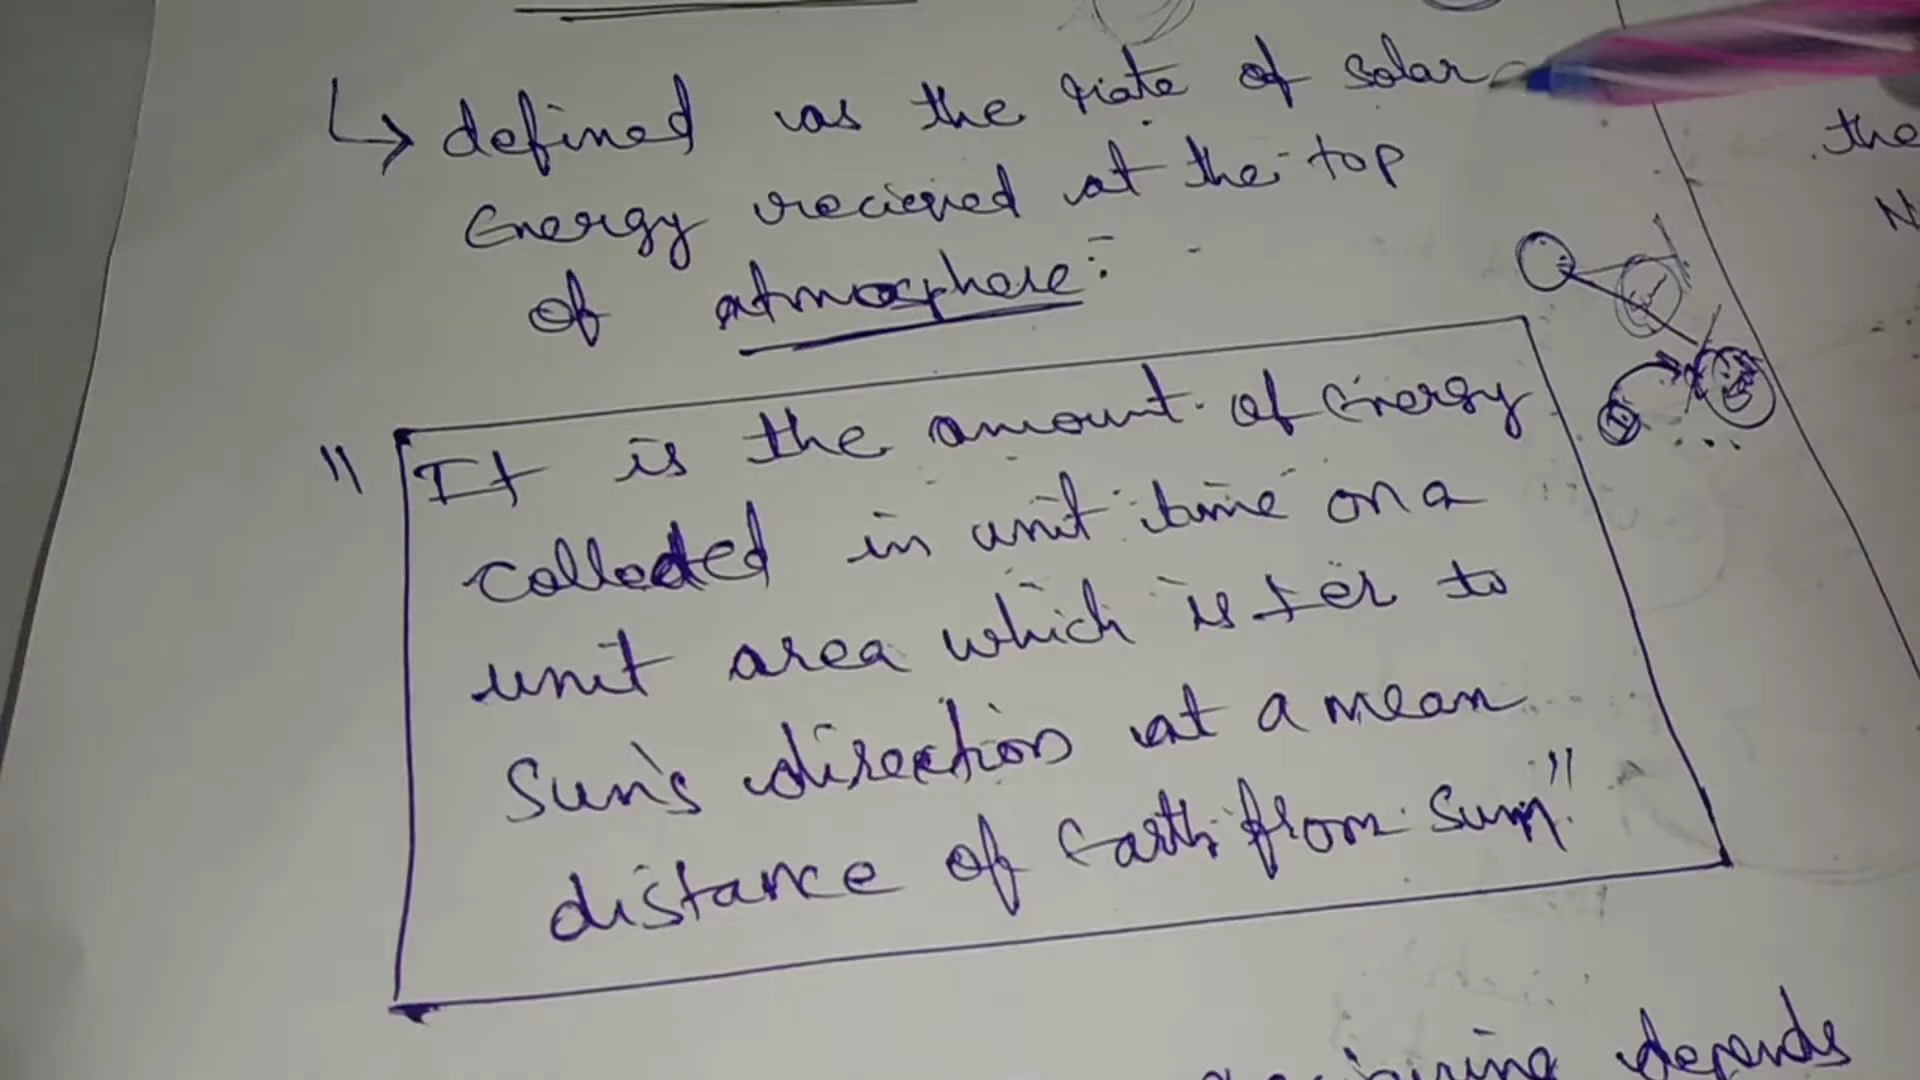 ↳ defined as the rate of solar
Energy recieved at the top
of atmosphere:
" It is the amount of Energy
collected in unit time on a
unit area which is ⊥er to
Sun's direction at a mean
distance of Earth from Sun"
depends
the
N